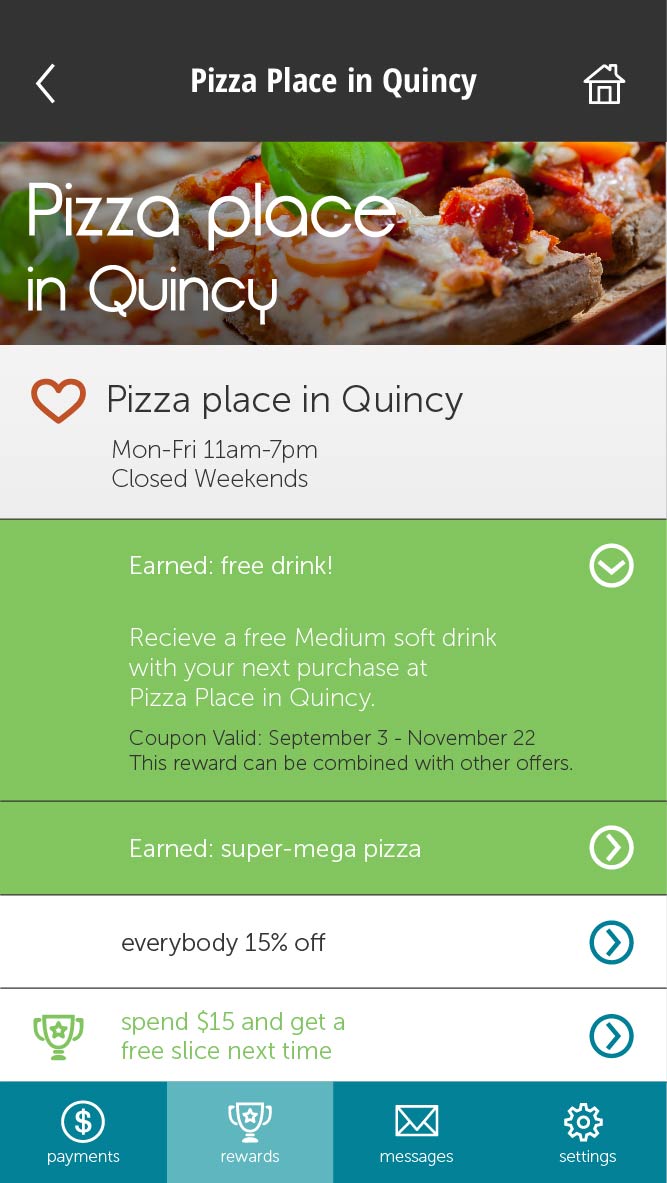 Pizza Place in Quincy
Pizza place
in Quincy
Pizza place in Quincy
Mon-Fri 11am-7pm
Closed Weekends
Earned: free drink!
Recieve a free Medium soft drink
with your next purchase at
Pizza Place in Quincy.
Coupon Valid: September 3 - November 22
This reward can be combined with other offers.
Earned: super-mega pizza
everybody 15% off
spend $15 and get a
free slice next time
$
payments
rewards
messages
settings